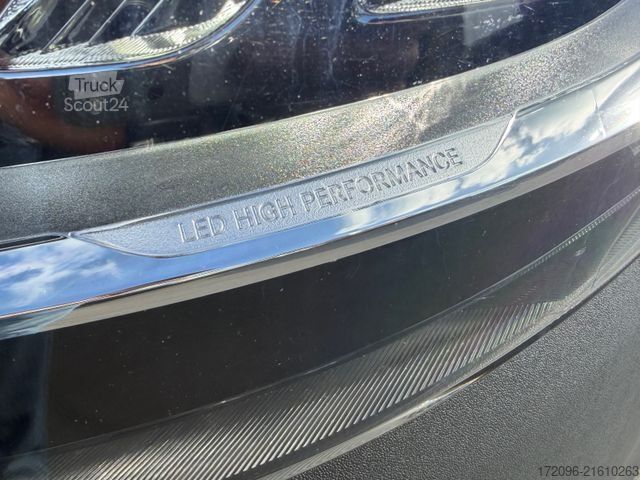 Truck
Scout24
LED HIGH PERFORMANCE
172096-21610263